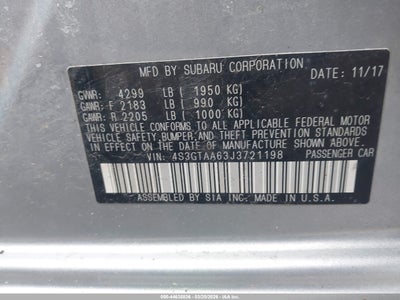 MFD BY SUBARU CORPORATION
DATE: 11/17
GVWR: 4299 LB ( 1950 KG)
GAWR: F 2183 LB ( 990 KG)
GAWR: R 2205 LB ( 1000 KG)
THIS VEHICLE CONFORMS TO ALL APPLICABLE FEDERAL MOTOR
VEHICLE SAFETY, BUMPER, AND THEFT PREVENTION STANDARDS
IN EFFECT ON THE DATE OF MANUFACTURE SHOWN ABOVE.
VIN: 4S3GTAA63J3721198 PASSENGER CAR
ASSEMBLED BY SIA INC. MADE IN U.S.A.